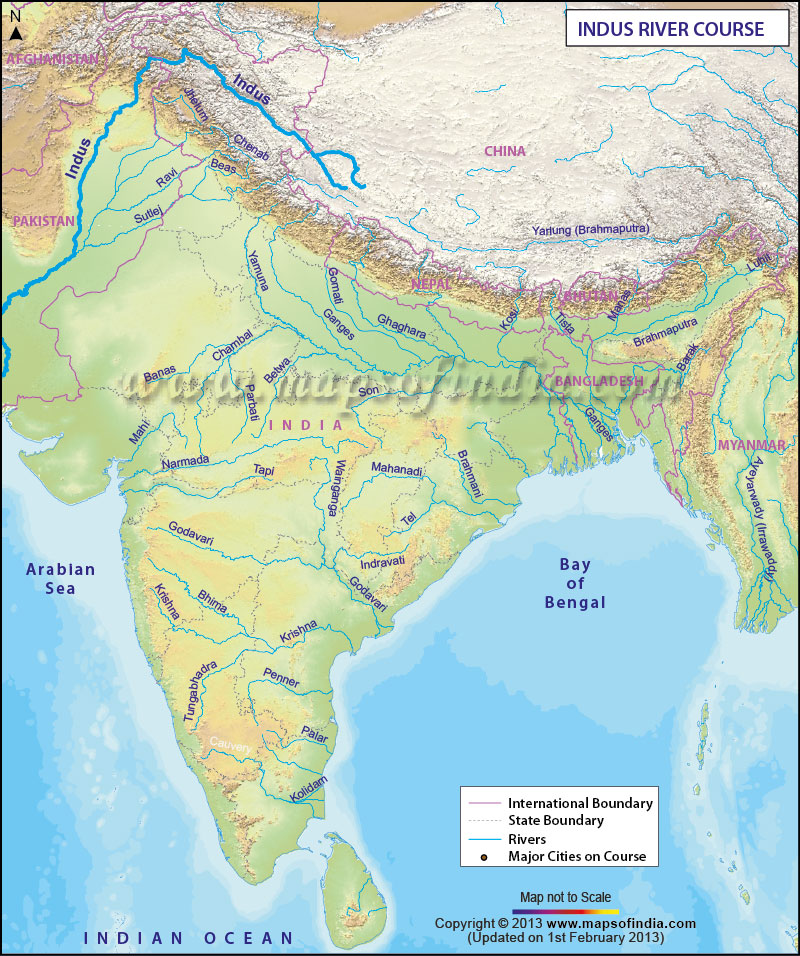 INDUS RIVER COURSE
N
AFGHANISTAN
Indus
Jhelum
Indus
Chenab
CHINA
Beas
Ravi
Sutlej
PAKISTAN
Yarlung (Brahmaputra)
Yamuna
Gomati
NEPAL
Luhit
BHUTAN
Manas
Kosi
Tista
Ganges
Ghaghara
Brahmaputra
Chambal
Betwa
Barak
Banas
www.mapsofindia.com
BANGLADESH
Parbati
Son
Mahi
INDIA
Ganges
MYANMAR
Narmada
Tapi
Wainganga
Mahanadi
Brahmani
Ayeyarwady (Irrawaddy)
Tel
Godavari
Indravati
Arabian
Sea
Bay
of
Bengal
Godavari
Krishna
Bhima
Krishna
Tungabhadra
Penner
Palar
Cauvery
Kolidam
International Boundary
State Boundary
Rivers
Major Cities on Course
Map not to Scale
Copyright © 2013 www.mapsofindia.com
(Updated on 1st February 2013)
INDIAN OCEAN